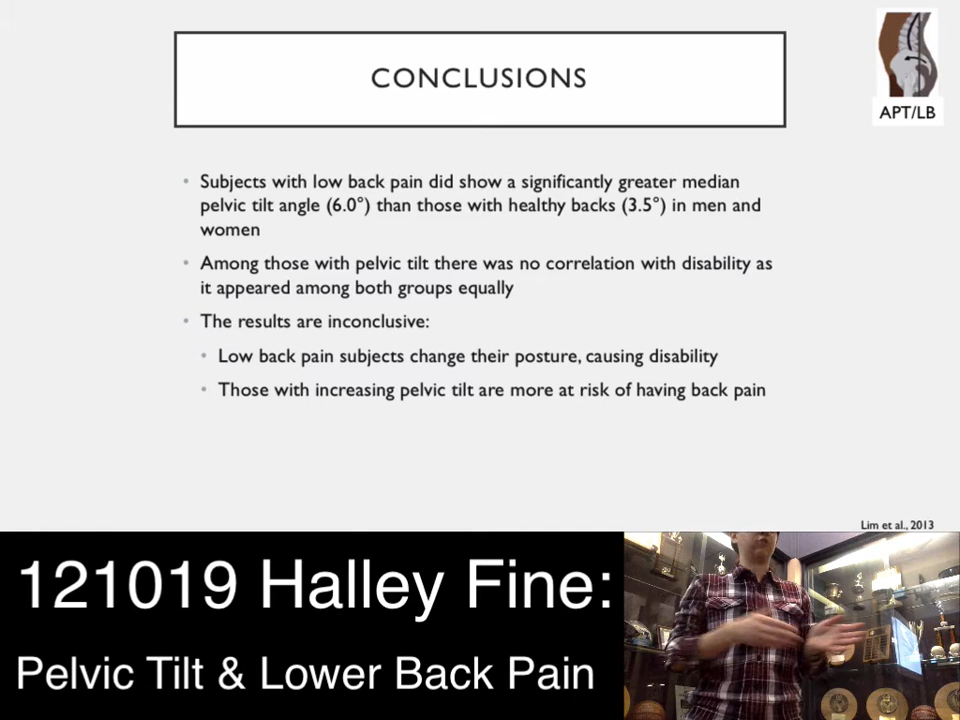 CONCLUSIONS
APT/LB
• Subjects with low back pain did show a significantly greater median
pelvic tilt angle (6.0°) than those with healthy backs (3.5°) in men and
women
• Among those with pelvic tilt there was no correlation with disability as
it appeared among both groups equally
• The results are inconclusive:
• Low back pain subjects change their posture, causing disability
• Those with increasing pelvic tilt are more at risk of having back pain
Lim et al., 2013
121019 Halley Fine:
Pelvic Tilt & Lower Back Pain